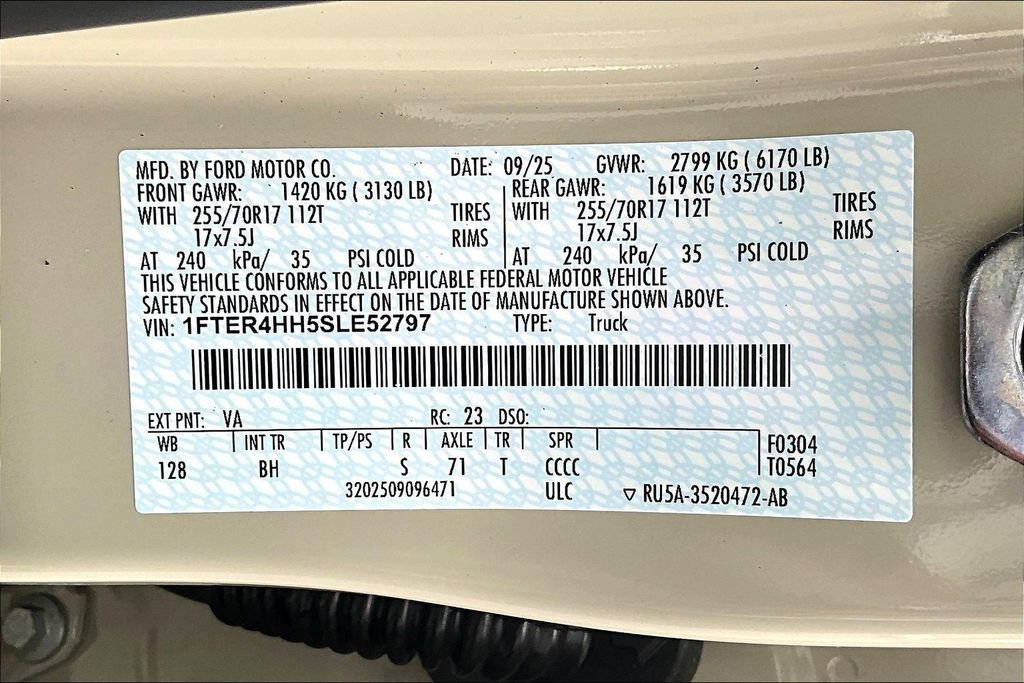 MFD. BY FORD MOTOR CO. DATE: 09/25 GVWR: 2799 KG ( 6170 LB)
FRONT GAWR: 1420 KG ( 3130 LB) REAR GAWR: 1619 KG ( 3570 LB)
WITH 255/70R17 112T TIRES WITH 255/70R17 112T TIRES
17x7.5J RIMS 17x7.5J RIMS
AT 240 kPa/ 35 PSI COLD AT 240 kPa/ 35 PSI COLD
THIS VEHICLE CONFORMS TO ALL APPLICABLE FEDERAL MOTOR VEHICLE
SAFETY STANDARDS IN EFFECT ON THE DATE OF MANUFACTURE SHOWN ABOVE.
VIN: 1FTER4HH5SLE52797 TYPE: Truck
EXT PNT: VA RC: 23 DSO:
WB INT TR TP/PS R AXLE TR SPR F0304
128 BH S 71 T CCCC T0564
3202509096471 ULC ▽ RU5A-3520472-AB